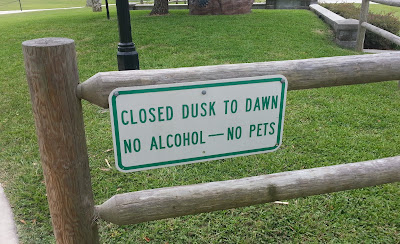 CLOSED DUSK TO DAWN
NO ALCOHOL — NO PETS